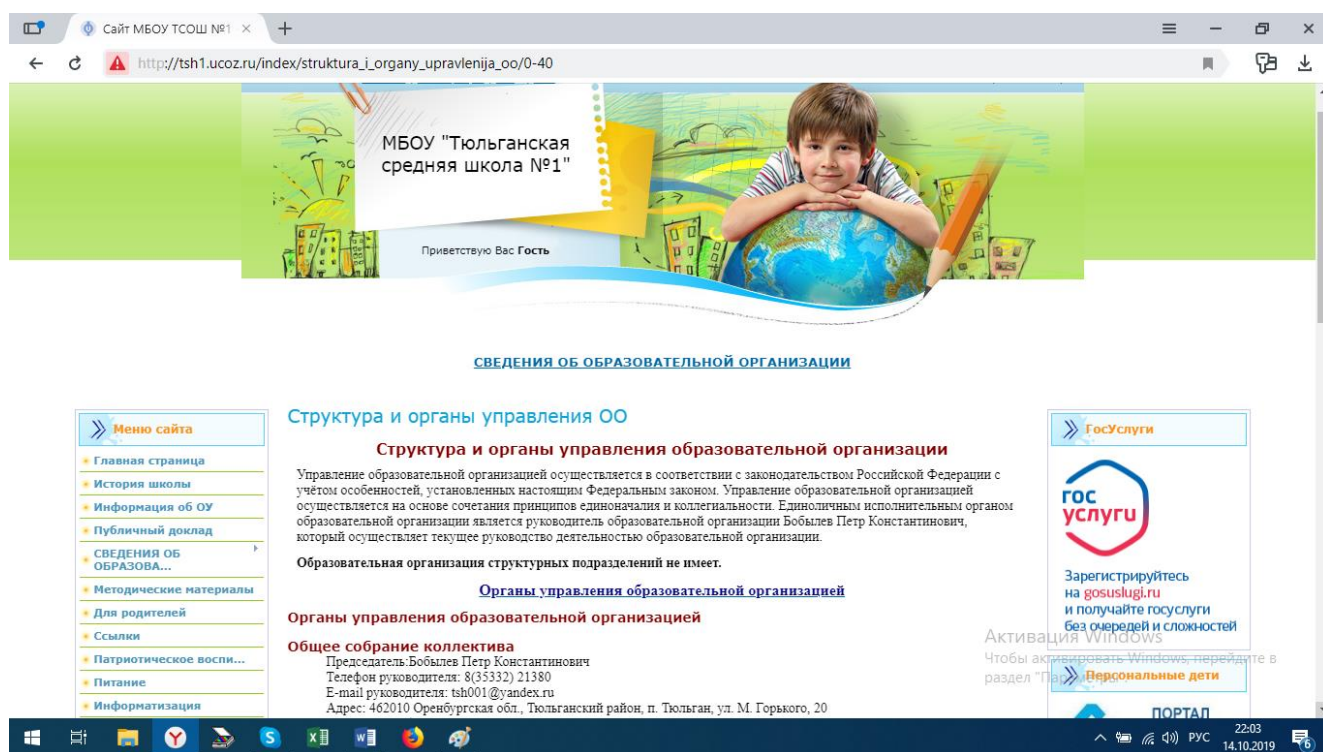 Сайт МБОУ ТСОШ №1
http://tsh1.ucoz.ru/index/struktura_i_organy_upravlenija_oo/0-40
МБОУ "Тюльганская
средняя школа №1"
Приветствую Вас Гость
СВЕДЕНИЯ ОБ ОБРАЗОВАТЕЛЬНОЙ ОРГАНИЗАЦИИ
Меню сайта
Главная страница
История школы
Информация об ОУ
Публичный доклад
СВЕДЕНИЯ ОБ
ОБРАЗОВА...
Методические материалы
Для родителей
Ссылки
Патриотическое воспи...
Питание
Информатизация
Структура и органы управления ОО
Структура и органы управления образовательной организации
Управление образовательной организацией осуществляется в соответствии с законодательством Российской Федерации с
учётом особенностей, установленных настоящим Федеральным законом. Управление образовательной организацией
осуществляется на основе сочетания принципов единоначалия и коллегиальности. Единоличным исполнительным органом
образовательной организации является руководитель образовательной организации Бобылев Петр Константинович,
который осуществляет текущее руководство деятельностью образовательной организации.
Образовательная организация структурных подразделений не имеет.
Органы управления образовательной организацией
Органы управления образовательной организацией
Общее собрание коллектива
Председатель:Бобылев Петр Константинович
Телефон руководителя: 8(35332) 21380
E-mail руководителя: tsh001@yandex.ru
Адрес: 462010 Оренбургская обл., Тюльганский район, п. Тюльган, ул. М. Горького, 20
ГосУслуги
гос
услуги
Зарегистрируйтесь
на gosuslugi.ru
и получайте госуслуги
без очередей и сложностей
Персональные дети
ПОРТАЛ
Активация Windows
Чтобы активировать Windows, перейдите в
раздел "Параметры".
РУС
22:03
14.10.2019
6